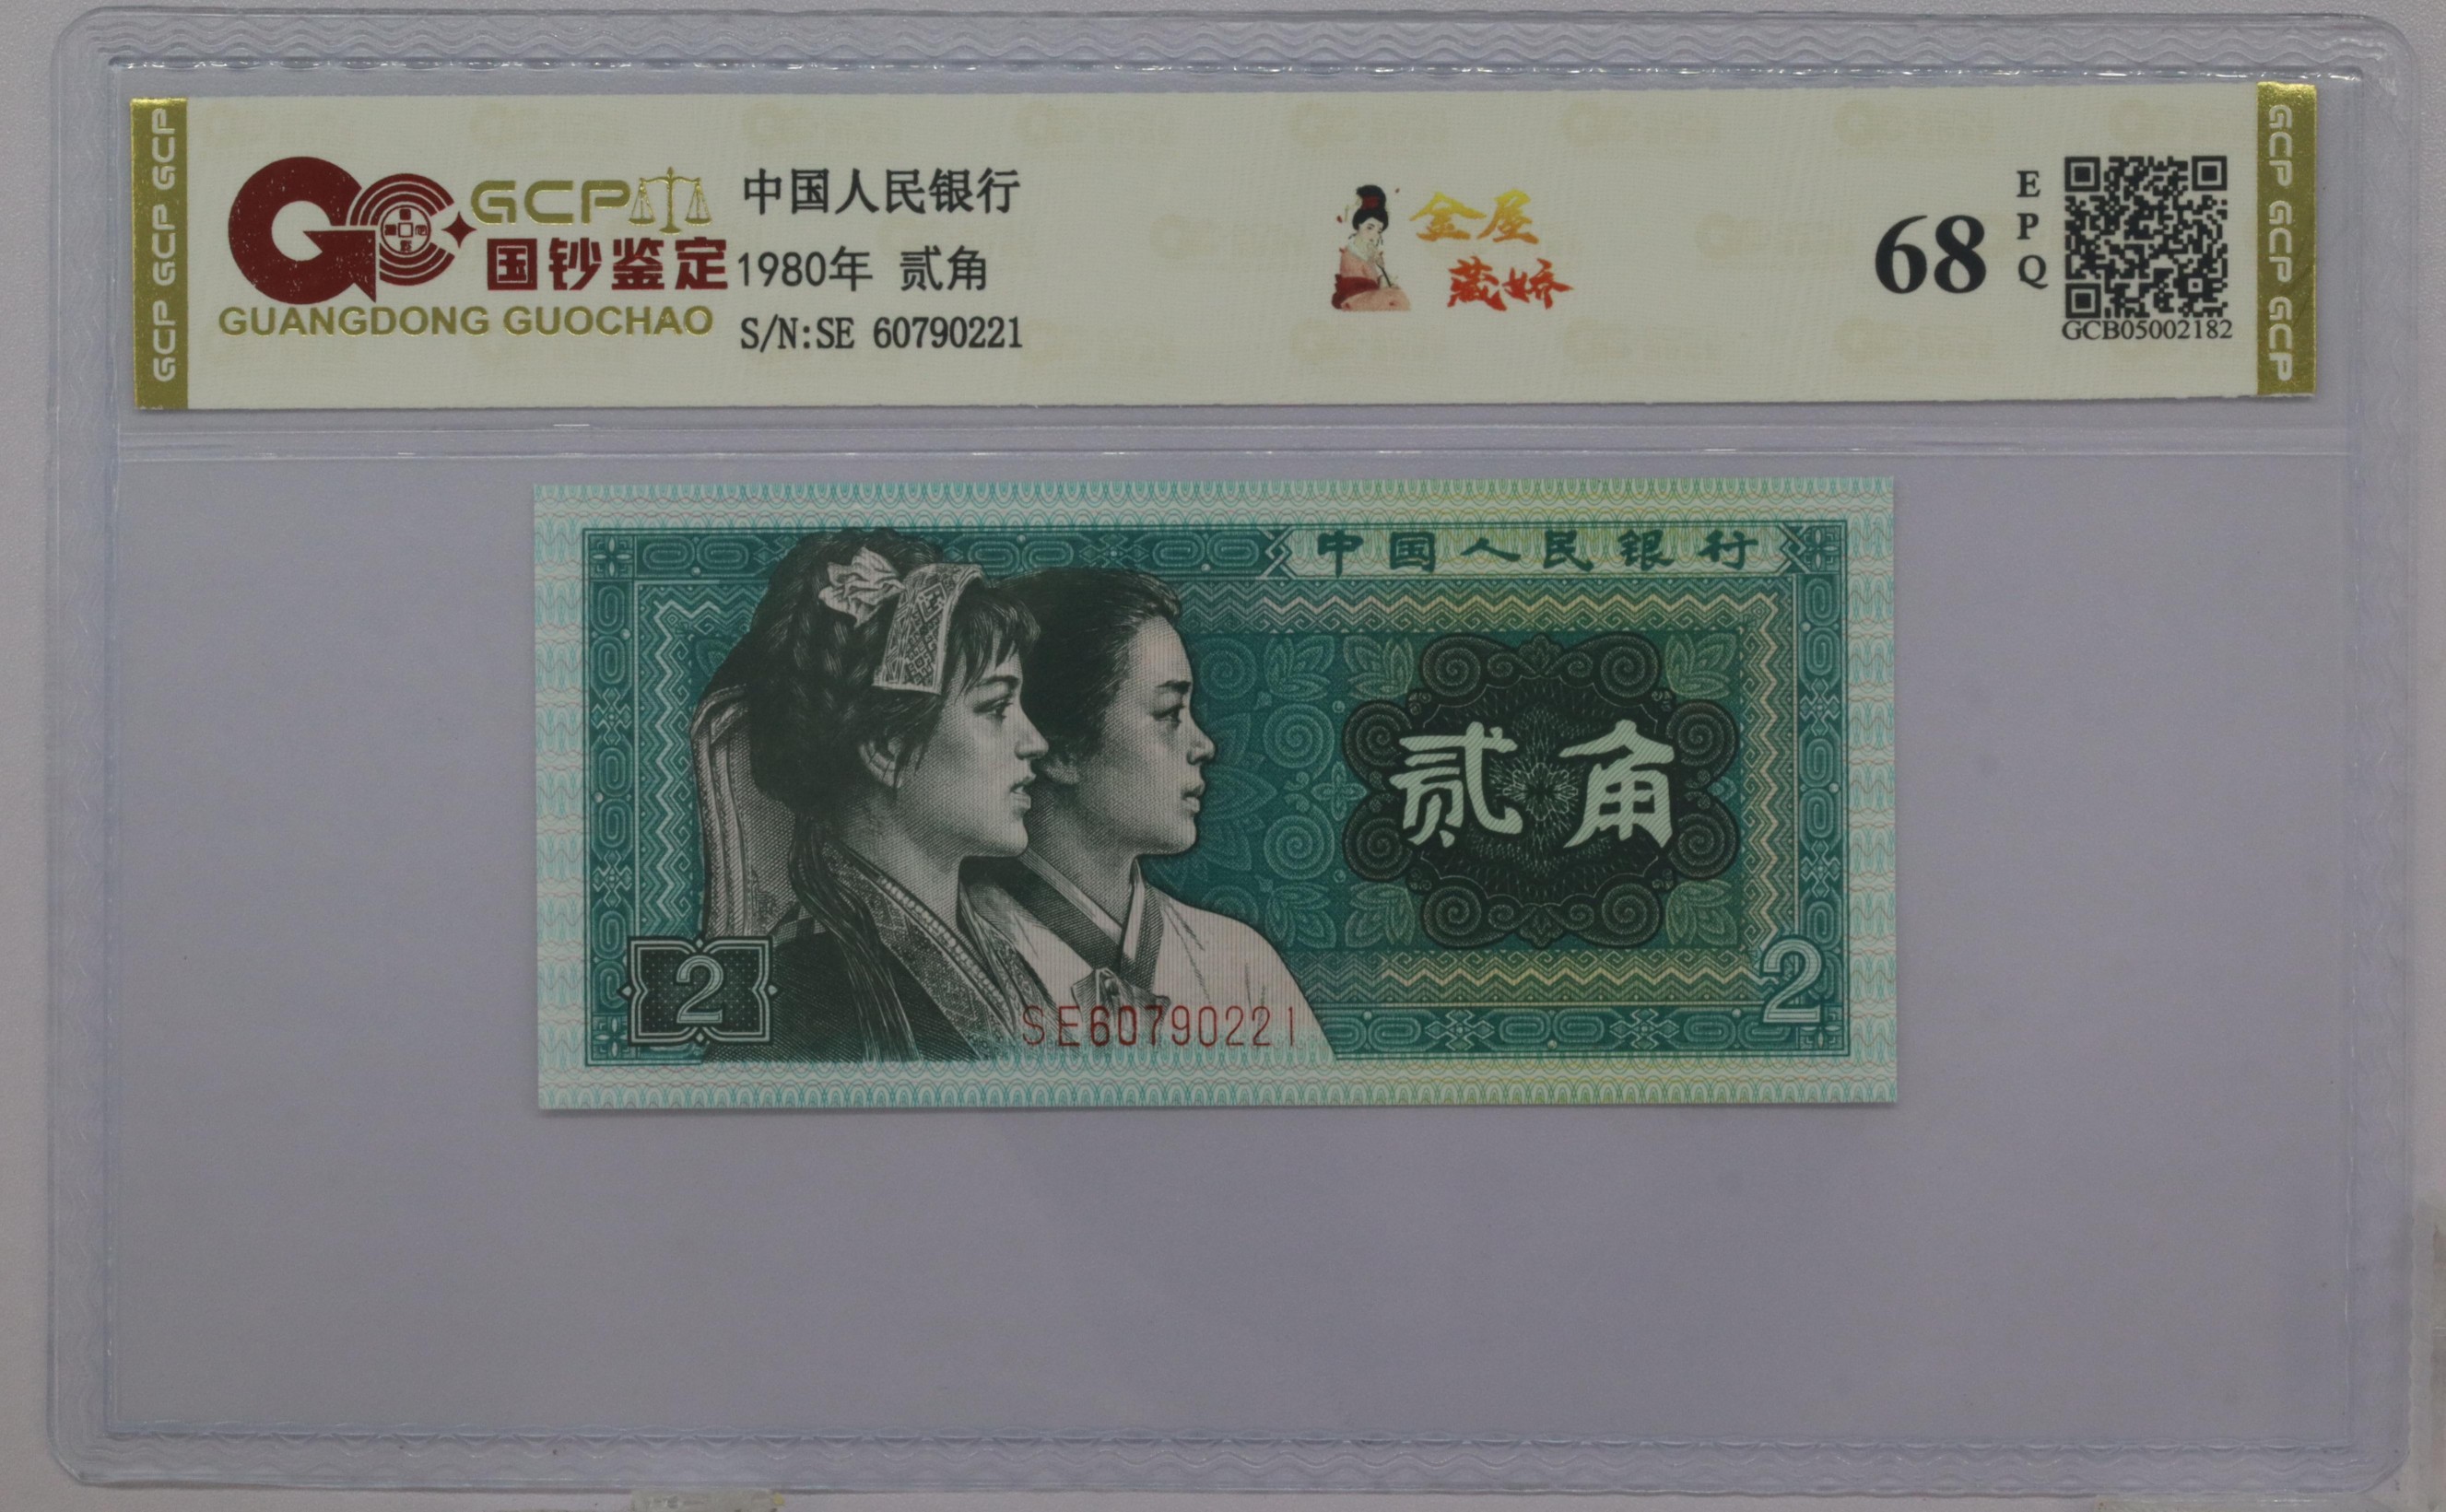 GCP GCP GCP
GCP
国钞鉴定
GUANGDONG GUOCHAO
中国人民银行
1980年 贰角
S/N:SE 60790221
金屋
藏娇
68
E
P
Q
GCB05002182
GCP GCP GCP GCP
中国人民银行
贰角
2
SE60790221
2